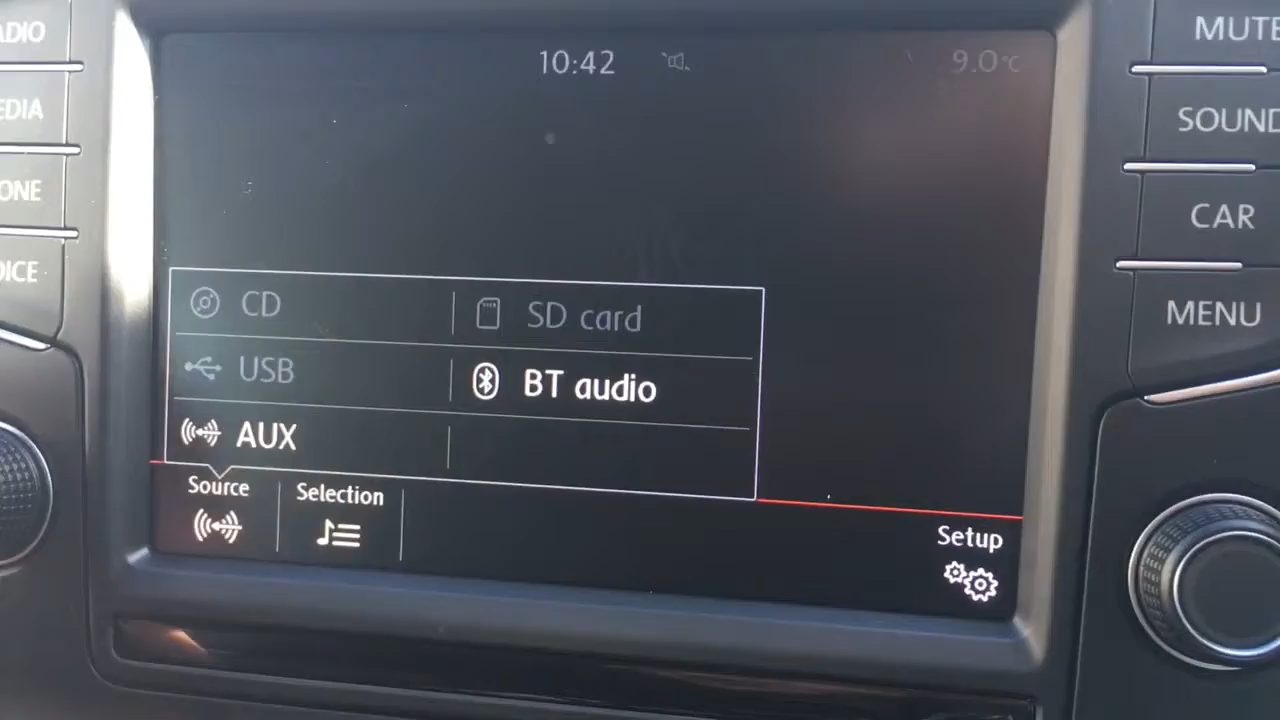 10:42
9.0°C
CD
SD card
USB
BT audio
AUX
Source
Selection
Setup
ADIO
EDIA
ONE
OICE
MUTE
SOUND
CAR
MENU